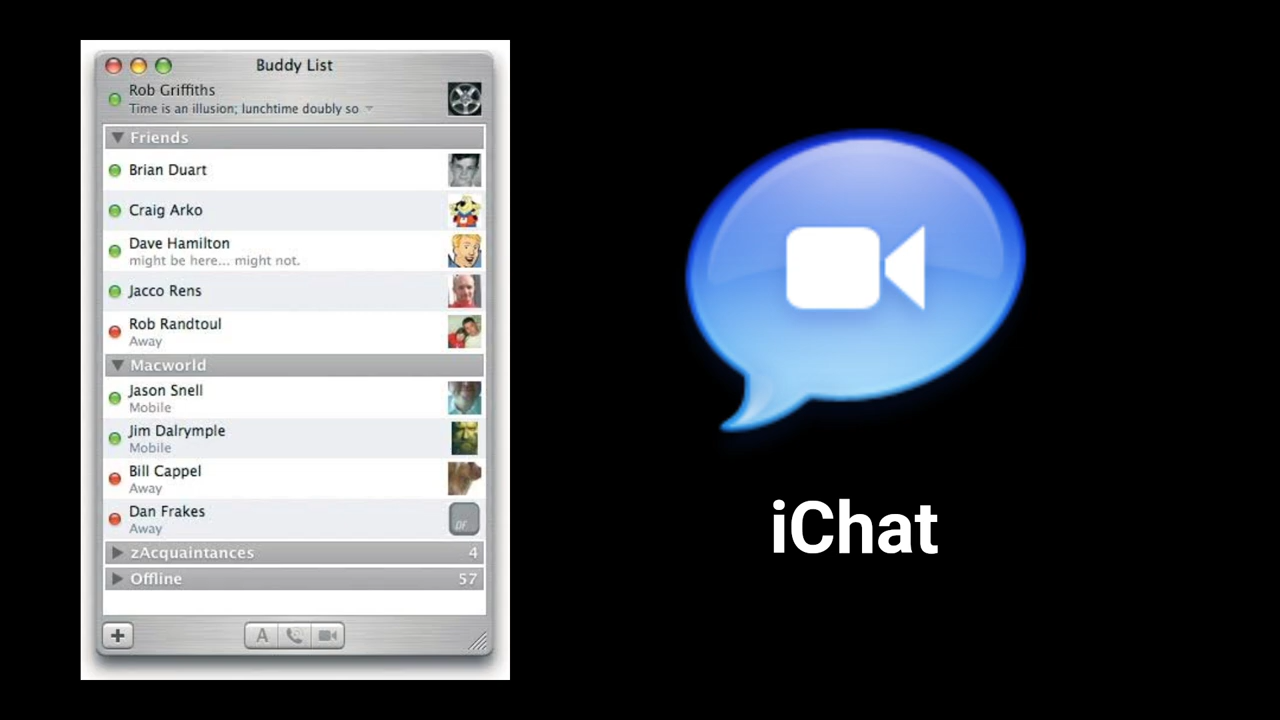 Buddy List
Rob Griffiths
Time is an illusion; lunchtime doubly so
Friends
Brian Duart
Craig Arko
Dave Hamilton
might be here... might not.
Jacco Rens
Rob Randtoul
Away
Macworld
Jason Snell
Mobile
Jim Dalrymple
Mobile
Bill Cappel
Away
Dan Frakes
Away
DF
zAcquaintances 4
Offline 57
A
iChat